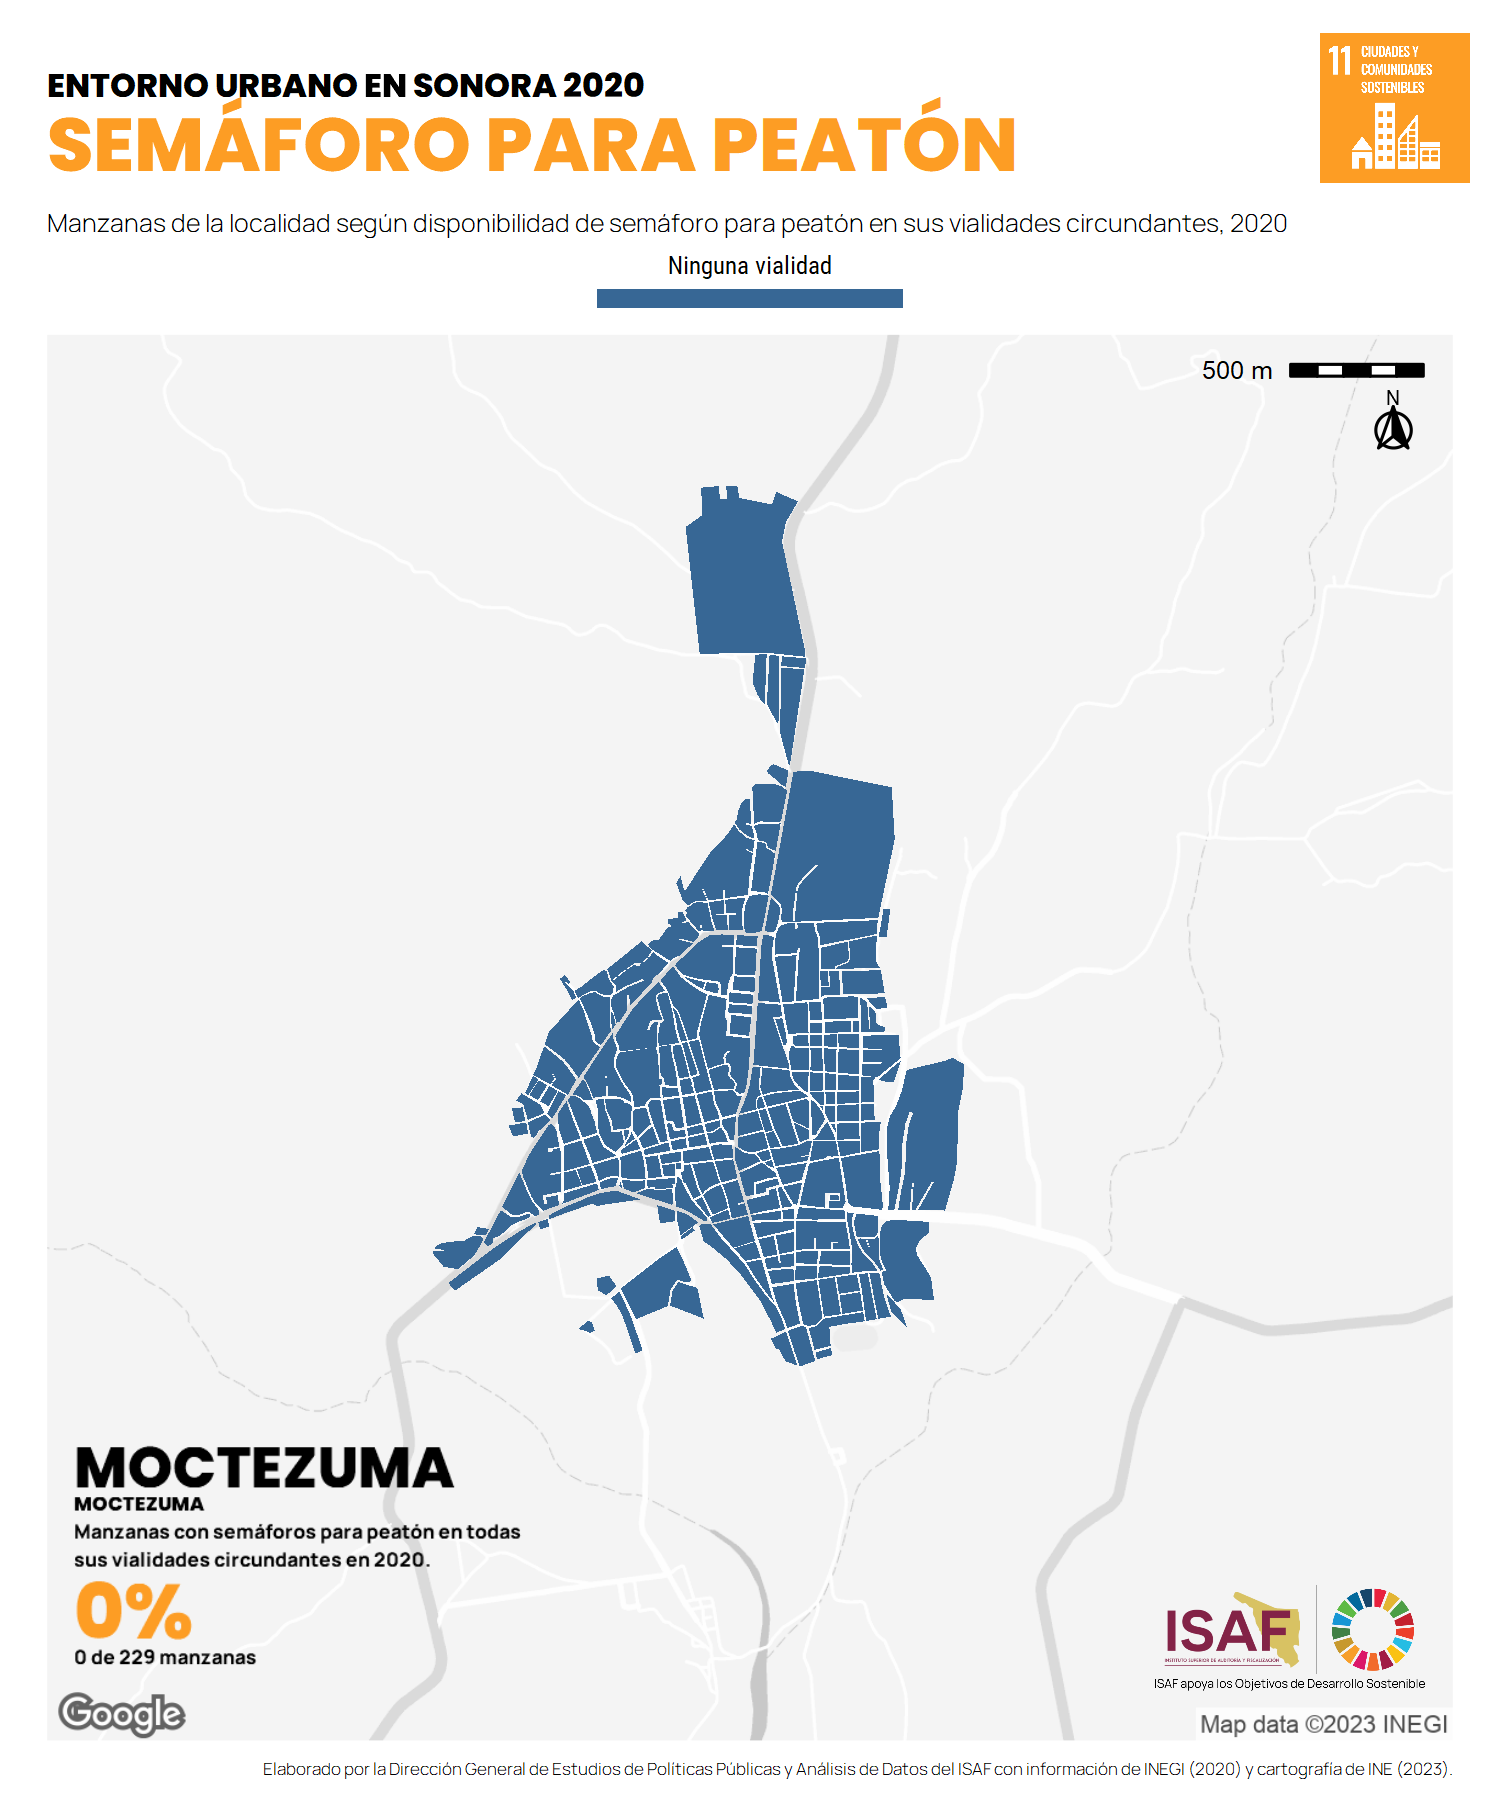 ENTORNO URBANO EN SONORA 2020
SEMÁFORO PARA PEATÓN
11 CIUDADES Y
COMUNIDADES
SOSTENIBLES
Manzanas de la localidad según disponibilidad de semáforo para peatón en sus vialidades circundantes, 2020
Ninguna vialidad
500 m
N
MOCTEZUMA
MOCTEZUMA
Manzanas con semáforos para peatón en todas
sus vialidades circundantes en 2020.
0%
0 de 229 manzanas
Google
ISAF
INSTITUTO SUPERIOR DE AUDITORÍA Y FISCALIZACIÓN
ISAF apoya los Objetivos de Desarrollo Sostenible
Map data ©2023 INEGI
Elaborado por la Dirección General de Estudios de Políticas Públicas y Análisis de Datos del ISAF con información de INEGI (2020) y cartografía de INE (2023).